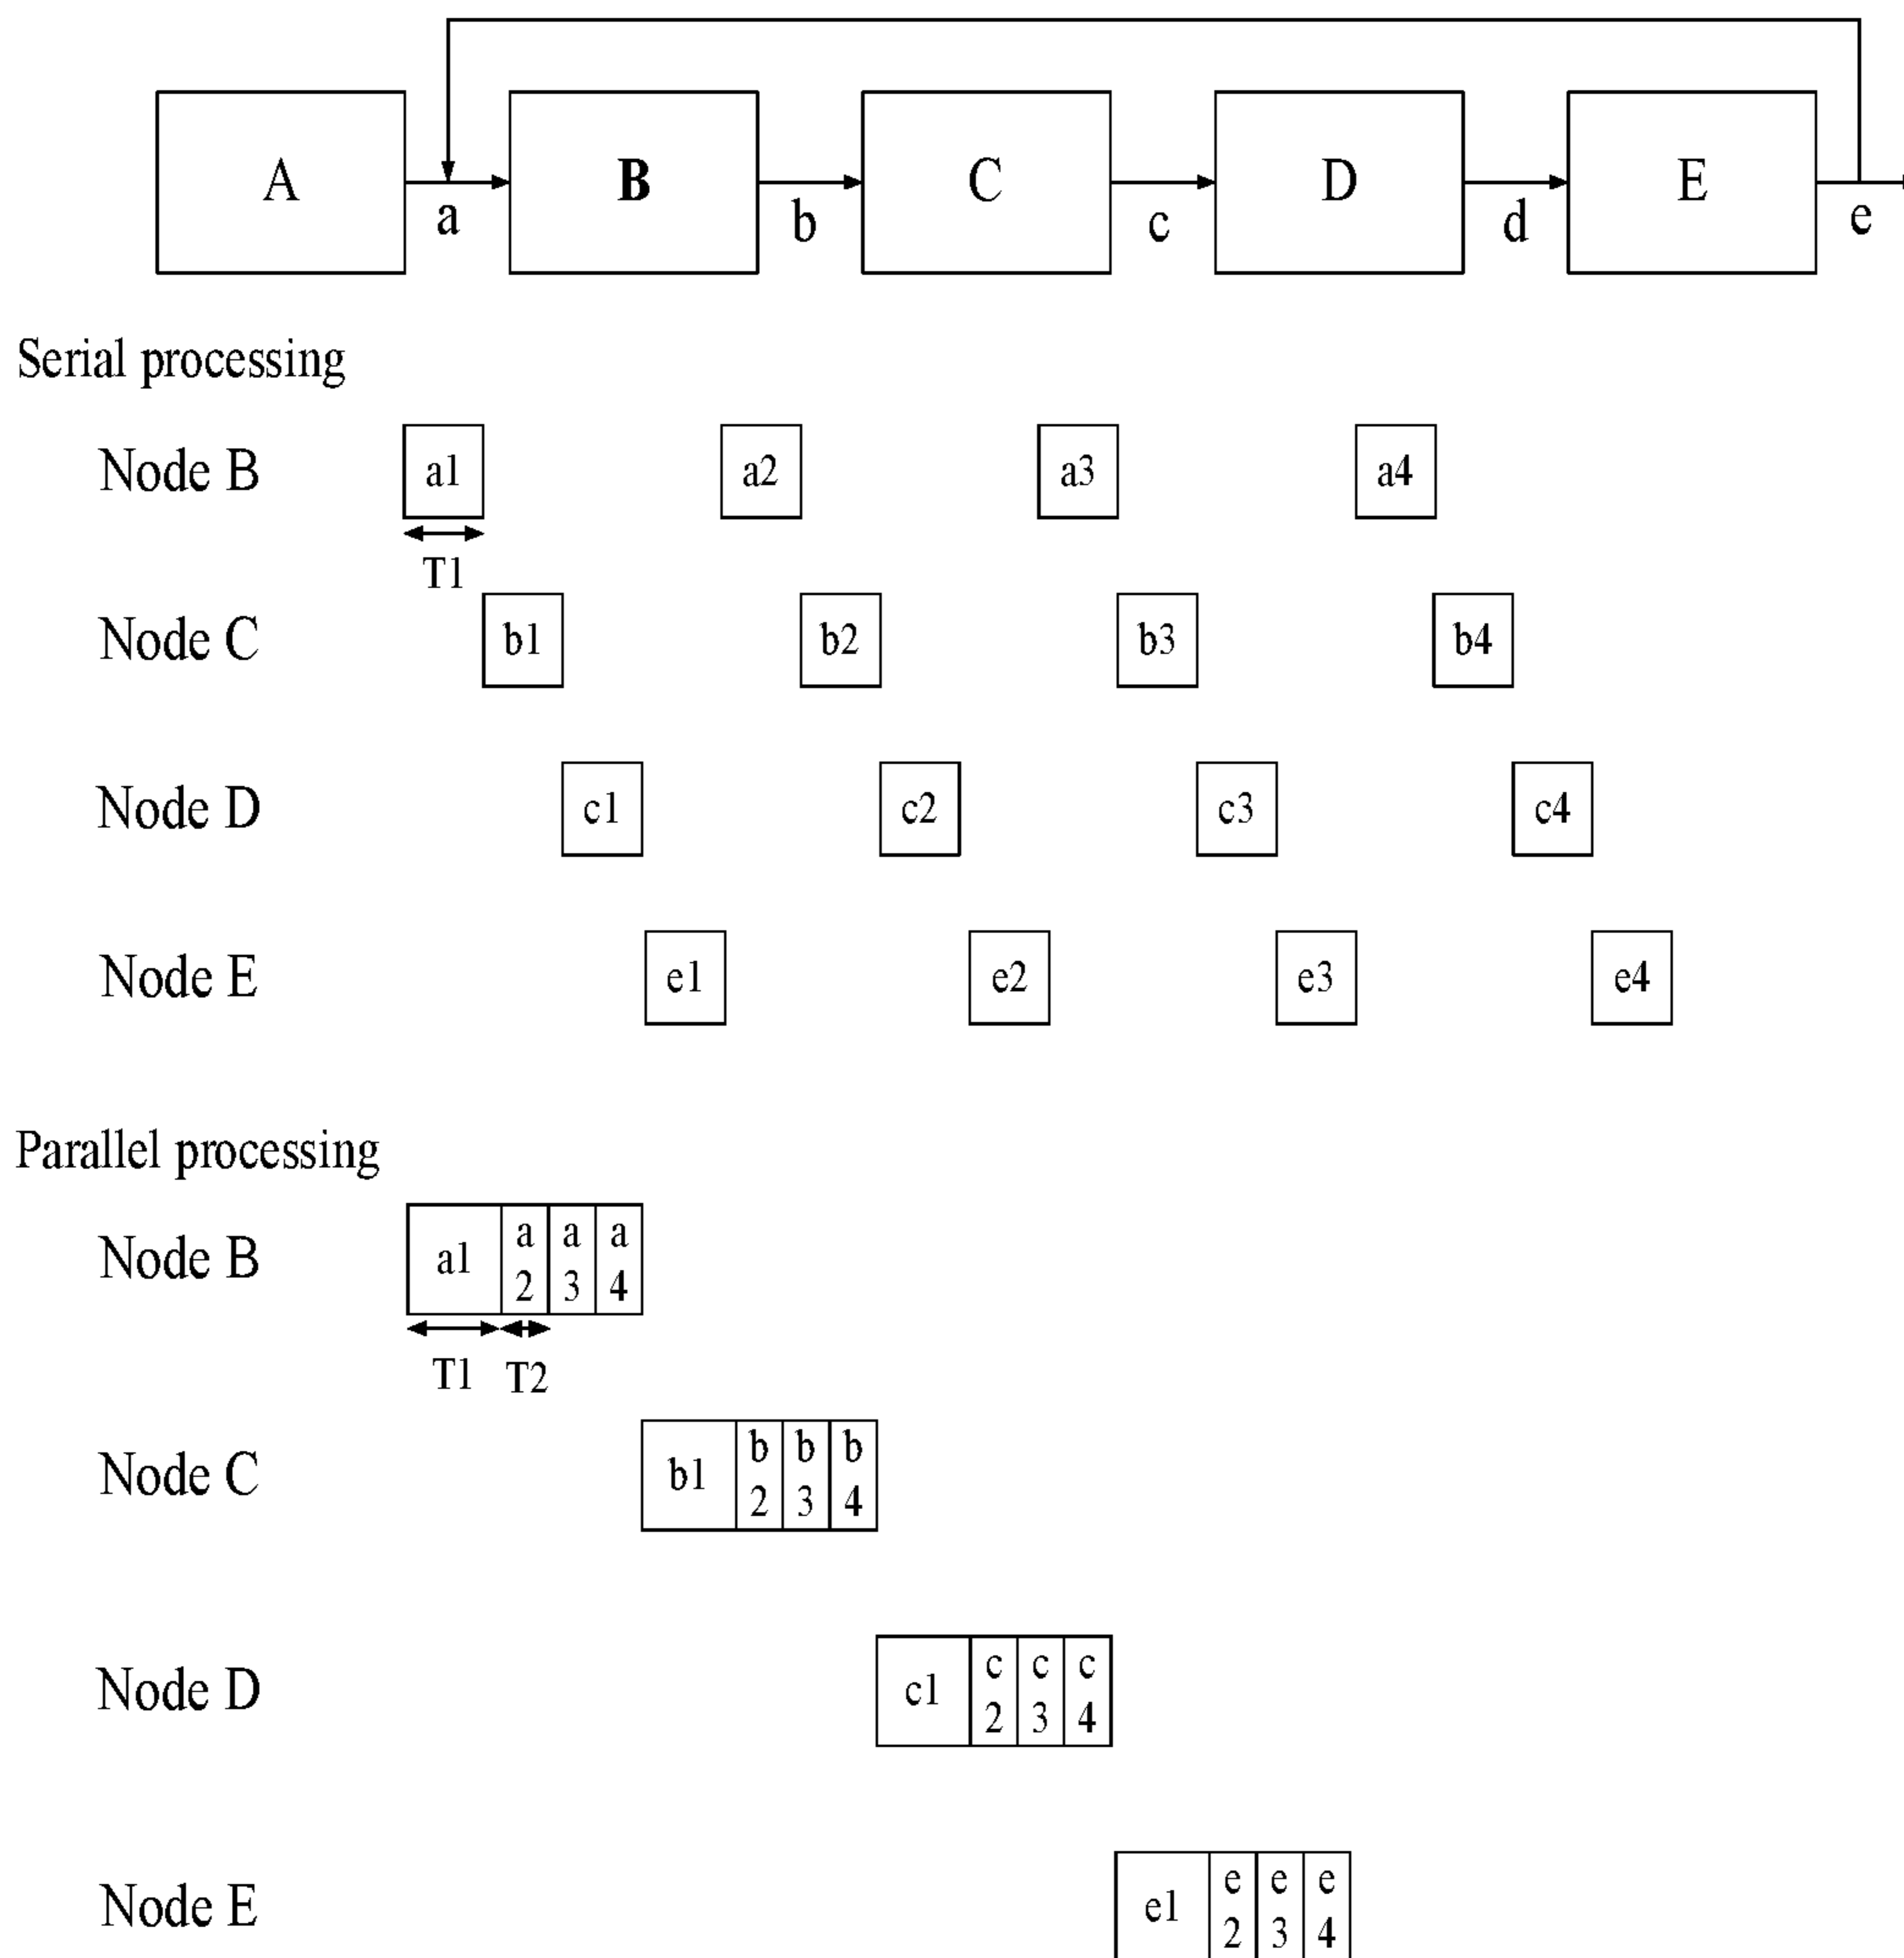 A
B
C
D
E
a
b
c
d
e
Serial processing
Node B
a1
a2
a3
a4
T1
Node C
b1
b2
b3
b4
Node D
c1
c2
c3
c4
Node E
e1
e2
e3
e4
Parallel processing
Node B
a1
a
2
a
3
a
4
T1
T2
Node C
b1
b
2
b
3
b
4
Node D
c1
c
2
c
3
c
4
Node E
e1
e
2
e
3
e
4